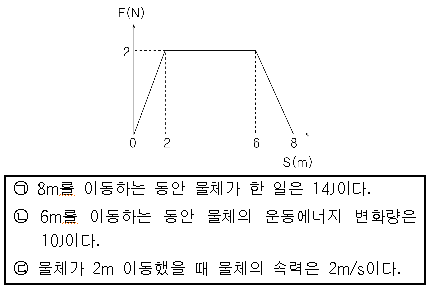 F(N)
2
0 2 6 8
S(m)
㉠ 8m를 이동하는 동안 물체가 한 일은 14J이다.
㉡ 6m를 이동하는 동안 물체의 운동에너지 변화량은
10J이다.
㉢ 물체가 2m 이동했을 때 물체의 속력은 2m/s이다.